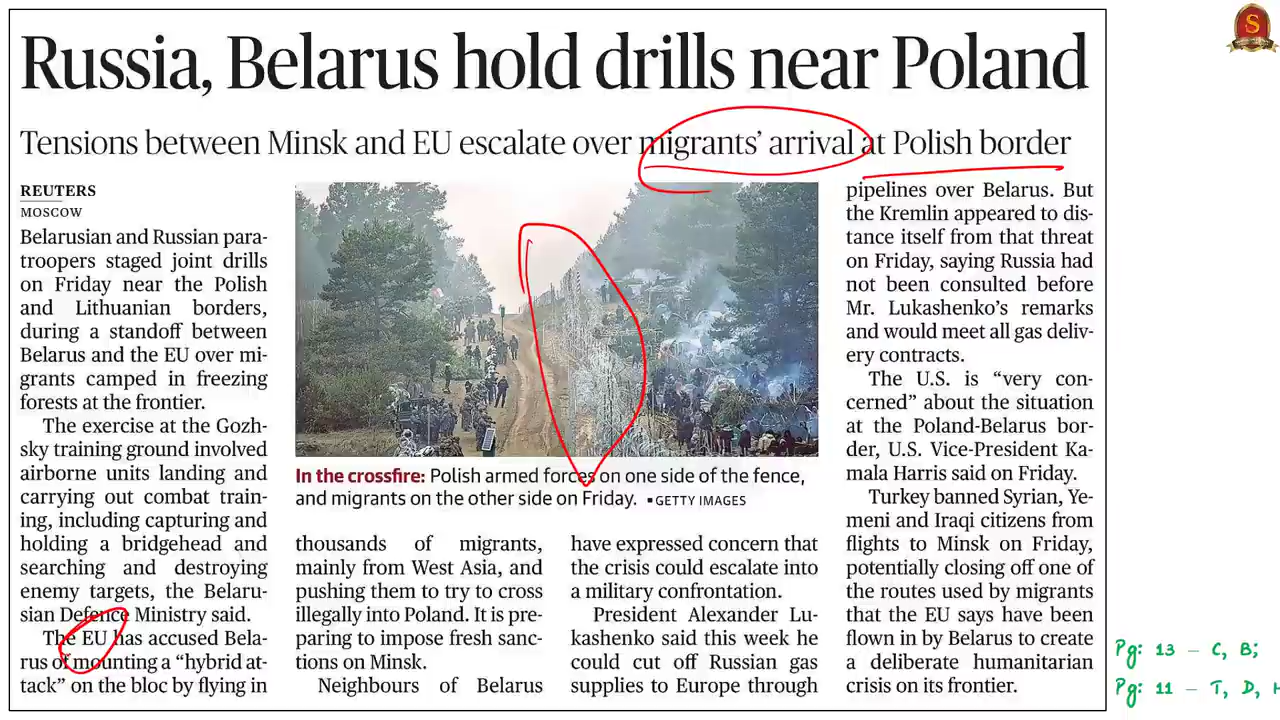 Russia, Belarus hold drills near Poland
Tensions between Minsk and EU escalate over migrants' arrival at Polish border
REUTERS
MOSCOW
Belarusian and Russian para-
troopers staged joint drills
on Friday near the Polish
and Lithuanian borders,
during a standoff between
Belarus and the EU over mi-
grants camped in freezing
forests at the frontier.
The exercise at the Gozh-
sky training ground involved
airborne units landing and
carrying out combat train-
ing, including capturing and
holding a bridgehead and
searching and destroying
enemy targets, the Belaru-
sian Defence Ministry said.
The EU has accused Bela-
rus of mounting a “hybrid at-
tack” on the bloc by flying in
In the crossfire: Polish armed forces on one side of the fence,
and migrants on the other side on Friday. ▪GETTY IMAGES
thousands of migrants,
mainly from West Asia, and
pushing them to try to cross
illegally into Poland. It is pre-
paring to impose fresh sanc-
tions on Minsk.
Neighbours of Belarus
have expressed concern that
the crisis could escalate into
a military confrontation.
President Alexander Lu-
kashenko said this week he
could cut off Russian gas
supplies to Europe through
pipelines over Belarus. But
the Kremlin appeared to dis-
tance itself from that threat
on Friday, saying Russia had
not been consulted before
Mr. Lukashenko's remarks
and would meet all gas deliv-
ery contracts.
The U.S. is “very con-
cerned” about the situation
at the Poland-Belarus bor-
der, U.S. Vice-President Ka-
mala Harris said on Friday.
Turkey banned Syrian, Ye-
meni and Iraqi citizens from
flights to Minsk on Friday,
potentially closing off one of
the routes used by migrants
that the EU says have been
flown in by Belarus to create
a deliberate humanitarian
crisis on its frontier.
S
Pg: 13 – C, B;
Pg: 11 – T, D, H